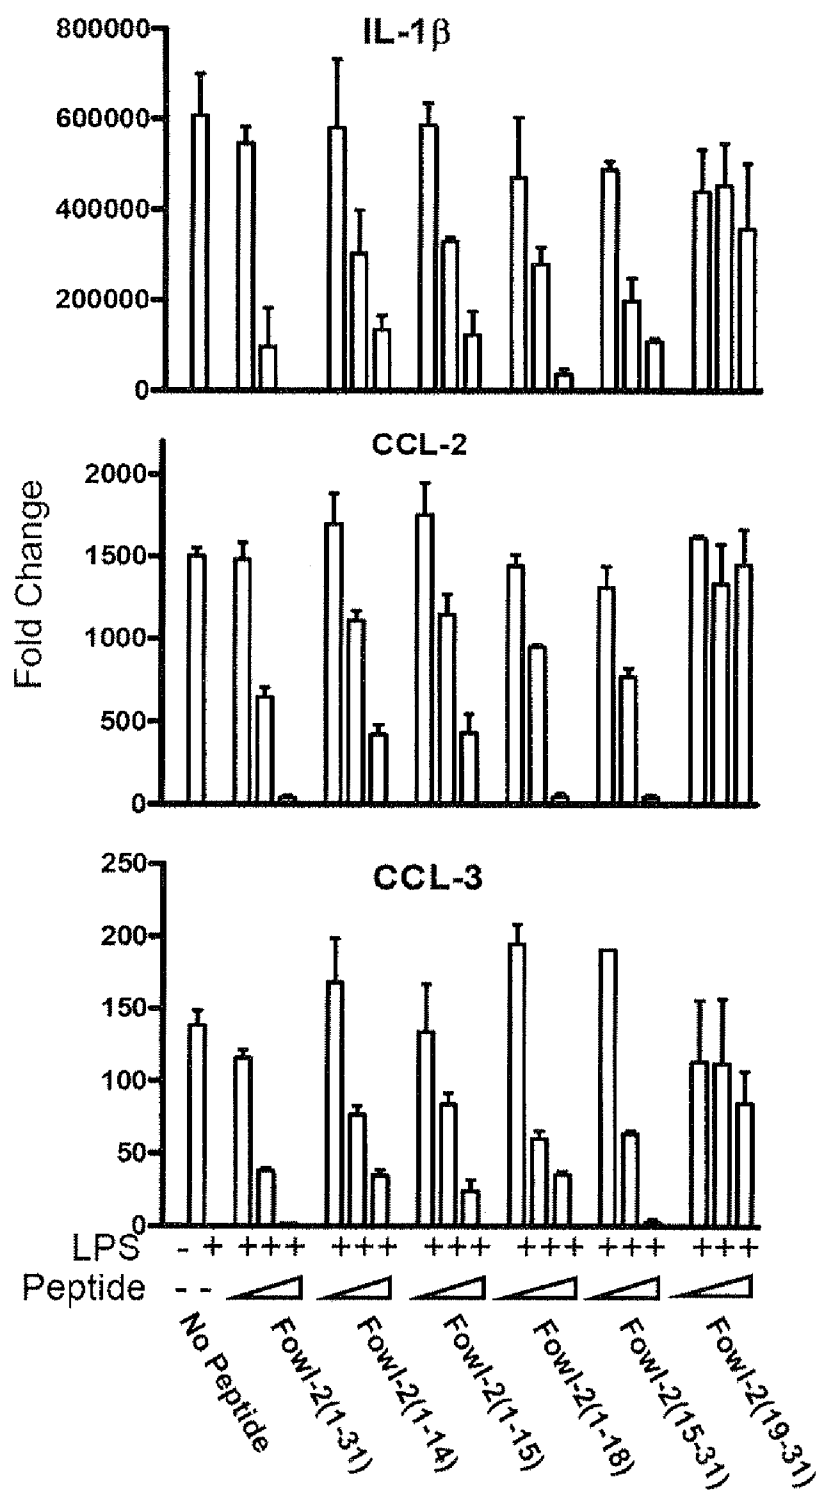 IL-1β
800000
600000
400000
200000
0
CCL-2
2000
1500
1000
500
0
Fold Change
CCL-3
250
200
150
100
50
0
LPS - + + + + + + + + + + + + + + + + + + +
Peptide - -
No Peptide
Fowl-2(1-31)
Fowl-2(1-14)
Fowl-2(1-15)
Fowl-2(1-18)
Fowl-2(15-31)
Fowl-2(19-31)